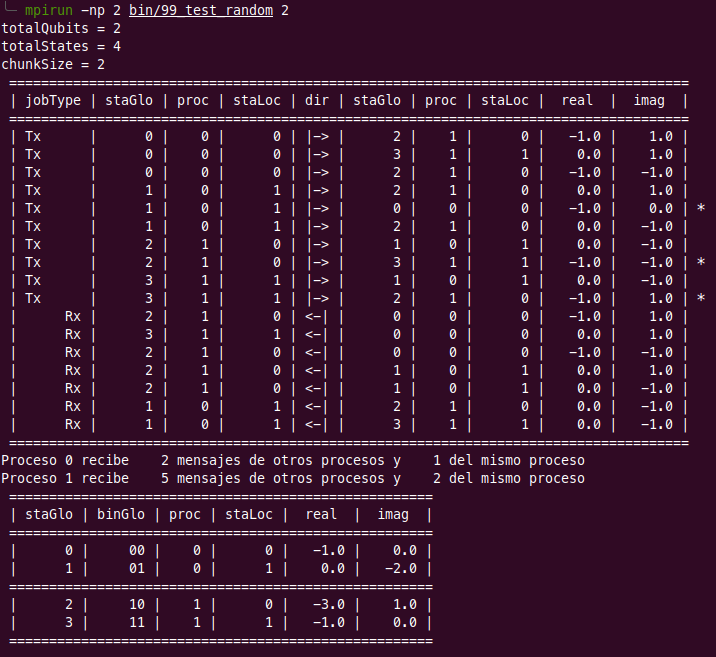 ╰─ mpirun -np 2 bin/99_test_random 2
totalQubits = 2
totalStates = 4
chunkSize = 2
====================================================================================
| jobType | staGlo | proc | staLoc | dir | staGlo | proc | staLoc |   real |   imag  |
====================================================================================
| Tx      |      0 |    0 |      0 | |-> |      2 |    1 |      0 |   -1.0 |    1.0 |
| Tx      |      0 |    0 |      0 | |-> |      3 |    1 |      1 |    0.0 |    1.0 |
| Tx      |      0 |    0 |      0 | |-> |      2 |    1 |      0 |   -1.0 |   -1.0 |
| Tx      |      1 |    0 |      1 | |-> |      2 |    1 |      0 |    0.0 |    1.0 |
| Tx      |      1 |    0 |      1 | |-> |      0 |    0 |      0 |   -1.0 |    0.0 | *
| Tx      |      1 |    0 |      1 | |-> |      2 |    1 |      0 |    0.0 |   -1.0 |
| Tx      |      2 |    1 |      0 | |-> |      1 |    0 |      1 |    0.0 |   -1.0 |
| Tx      |      2 |    1 |      0 | |-> |      3 |    1 |      1 |   -1.0 |   -1.0 | *
| Tx      |      3 |    1 |      1 | |-> |      1 |    0 |      1 |    0.0 |   -1.0 |
| Tx      |      3 |    1 |      1 | |-> |      2 |    1 |      0 |   -1.0 |    1.0 | *
|      Rx |      2 |    1 |      0 | <-| |      0 |    0 |      0 |   -1.0 |    1.0 |
|      Rx |      3 |    1 |      1 | <-| |      0 |    0 |      0 |    0.0 |    1.0 |
|      Rx |      2 |    1 |      0 | <-| |      0 |    0 |      0 |   -1.0 |   -1.0 |
|      Rx |      2 |    1 |      0 | <-| |      1 |    0 |      1 |    0.0 |    1.0 |
|      Rx |      2 |    1 |      0 | <-| |      1 |    0 |      1 |    0.0 |   -1.0 |
|      Rx |      1 |    0 |      1 | <-| |      2 |    1 |      0 |    0.0 |   -1.0 |
|      Rx |      1 |    0 |      1 | <-| |      3 |    1 |      1 |    0.0 |   -1.0 |
====================================================================================
Proceso 0 recibe    2 mensajes de otros procesos y    1 del mismo proceso
Proceso 1 recibe    5 mensajes de otros procesos y    2 del mismo proceso
====================================================
| staGlo | binGlo | proc | staLoc |  real  |  imag  |
====================================================
|      0 |     00 |    0 |      0 |   -1.0 |    0.0 |
|      1 |     01 |    0 |      1 |    0.0 |   -2.0 |
====================================================
|      2 |     10 |    1 |      0 |   -3.0 |    1.0 |
|      3 |     11 |    1 |      1 |   -1.0 |    0.0 |
====================================================